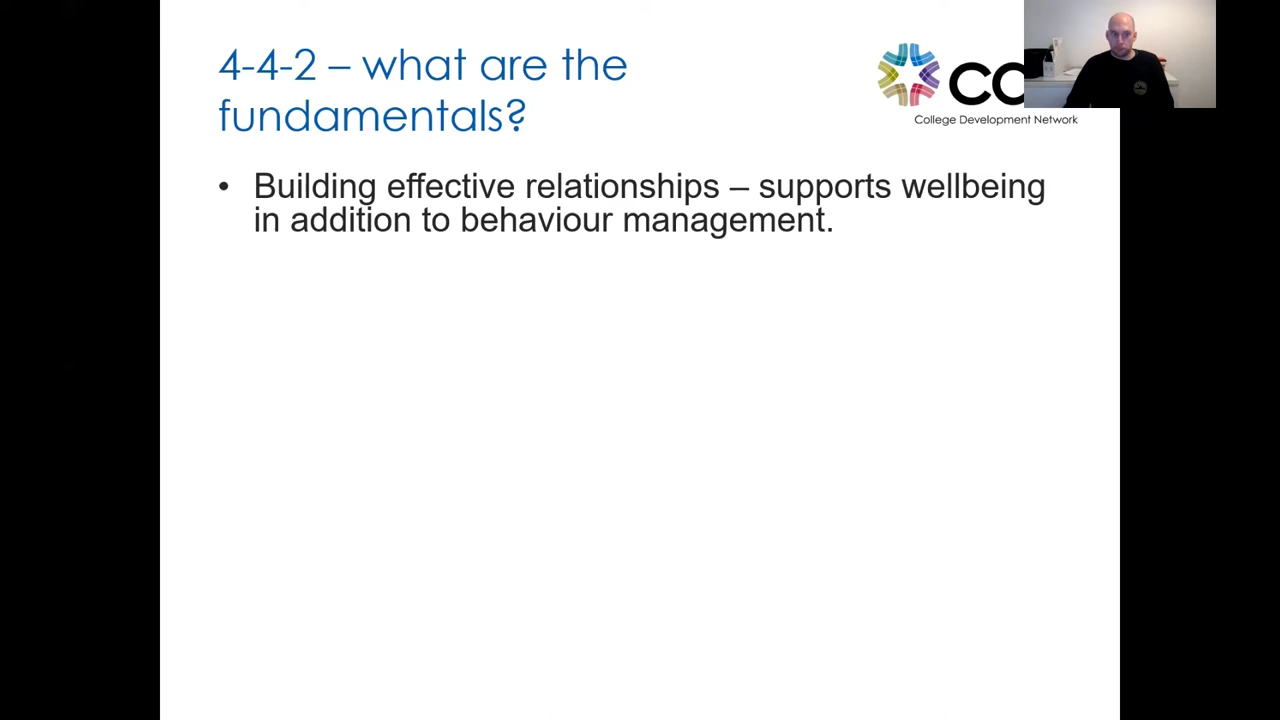 4-4-2 – what are the
fundamentals?
College Development Network
• Building effective relationships – supports wellbeing
in addition to behaviour management.